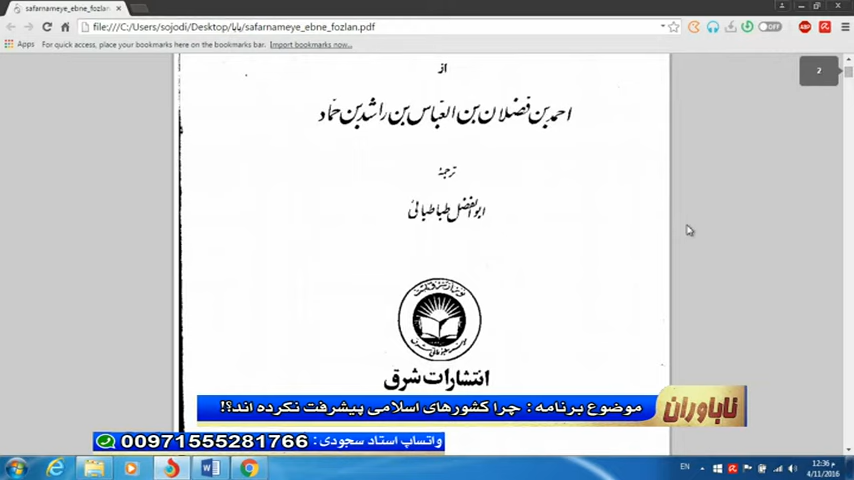 safarnameye_ebne_fozlan
file:///C:/Users/sojodi/Desktop/بابا/safarnameye_ebne_fozlan.pdf
OFF
ABP
Apps
For quick access, place your bookmarks here on the bookmarks bar.
Import bookmarks now...
2
از
احمد بن فضلان بن العباس بن راشد بن حماد
ترجمهٔ
ابوالفضل طباطبائی
انتشارات شرق
موضوع برنامه : چرا کشورهای اسلامی پیشرفت نکرده اند؟!
ناباوران
واتساپ استاد سجودی : 00971555281766
EN
12:36 م
4/11/2016